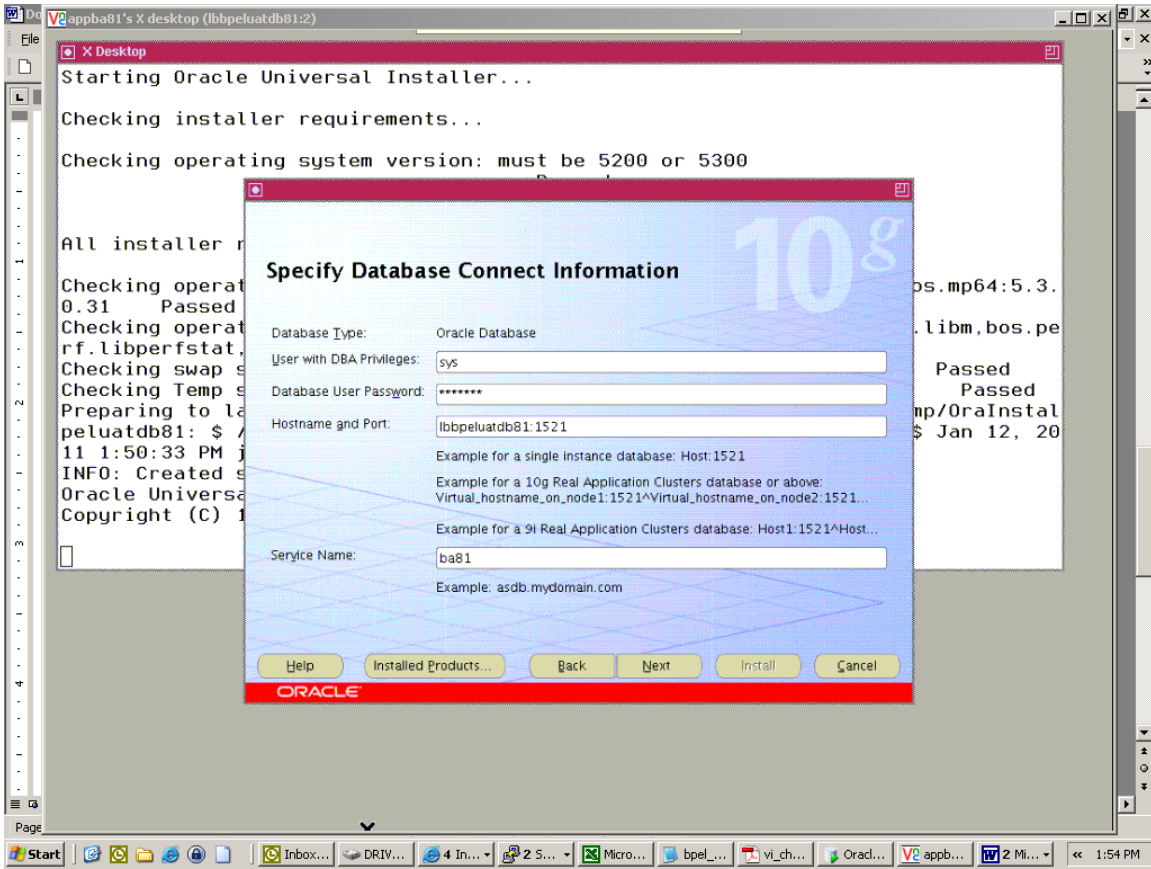 Do
appba81's X desktop (lbbpeluatdb81:2)
File
X Desktop
Starting Oracle Universal Installer...
Checking installer requirements...
Checking operating system version: must be 5200 or 5300
All installer r
Checking operat
os.mp64:5.3.
0.31 Passed
Checking operat
.libm,bos.pe
rf.libperfstat,
Checking swap s
Passed
Checking Temp s
Passed
Preparing to la
mp/OraInstal
peluatdb81: $ /
$ Jan 12, 20
11 1:50:33 PM j
INFO: Created s
Oracle Universa
Copyright (C) 1
10g
Specify Database Connect Information
Database Type: Oracle Database
User with DBA Privileges: sys
Database User Password: *******
Hostname and Port: lbbpeluatdb81:1521
Example for a single instance database: Host:1521
Example for a 10g Real Application Clusters database or above:
Virtual_hostname_on_node1:1521^Virtual_hostname_on_node2:1521...
Example for a 9i Real Application Clusters database: Host1:1521^Host...
Service Name: ba81
Example: asdb.mydomain.com
Help Installed Products... Back Next Install Cancel
ORACLE
Page
Start Inbox... DRIV... 4 In... 2 S... Micro... bpel_... vi_ch... Oracl... appb... 2 Mi... « 1:54 PM